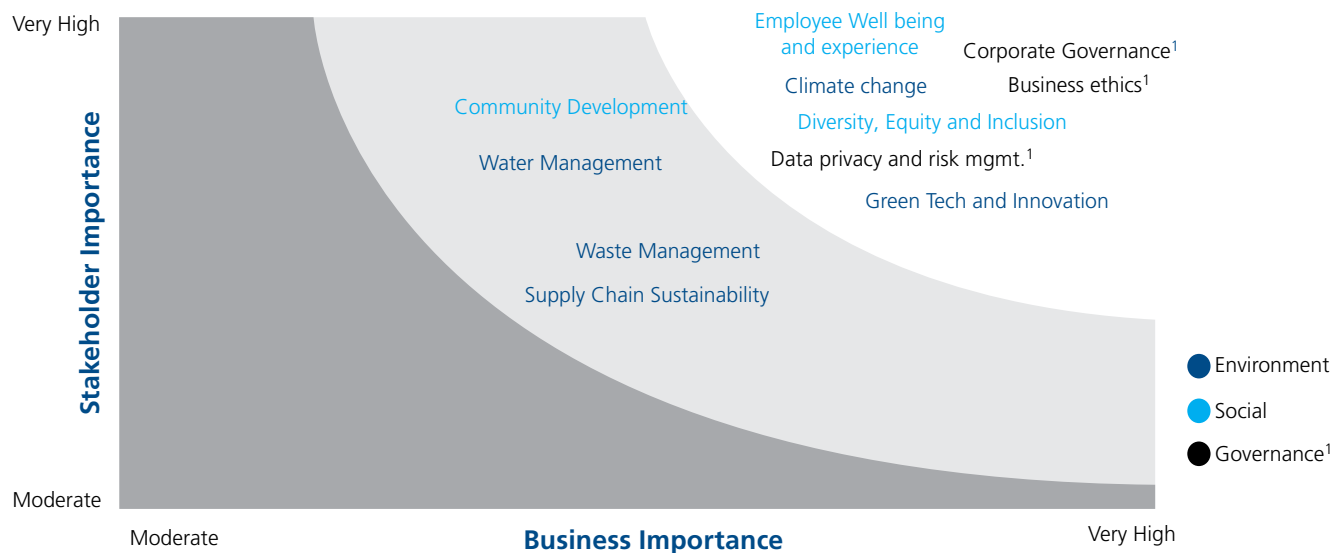 Very High
Employee Well being
and experience
Corporate Governance¹
Climate change
Business ethics¹
Community Development
Diversity, Equity and Inclusion
Water Management
Data privacy and risk mgmt.¹
Green Tech and Innovation
Stakeholder Importance
Waste Management
Supply Chain Sustainability
Environment
Social
Governance¹
Moderate
Moderate
Business Importance
Very High